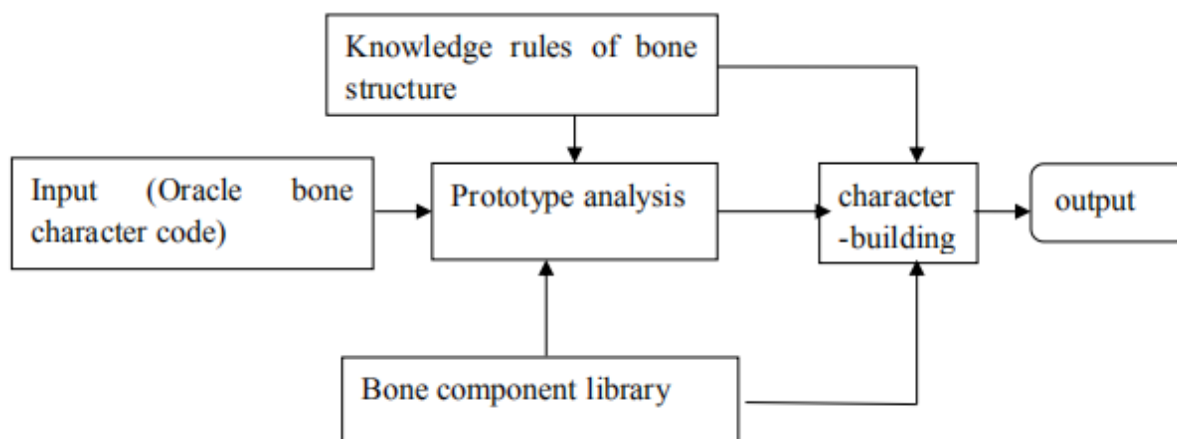 Knowledge rules of bone
structure
Input (Oracle bone
character code)
Prototype analysis
character
-building
output
Bone component library